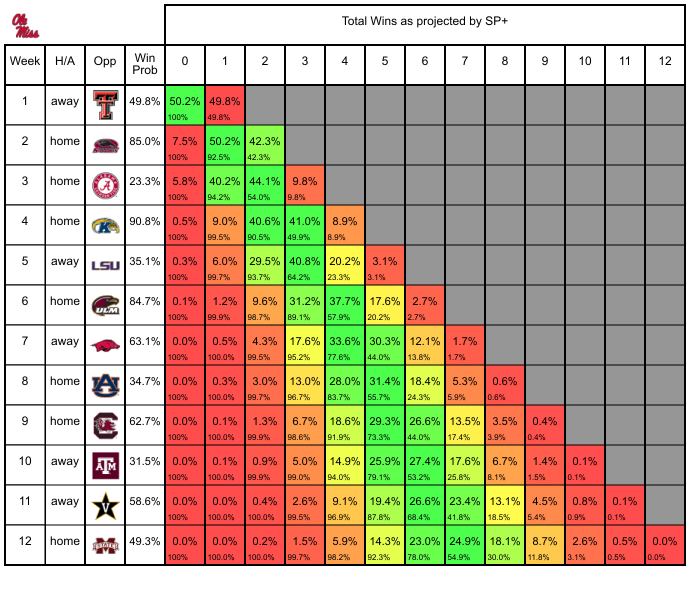 Ole Miss
Total Wins as projected by SP+
Week H/A Opp Win Prob 0 1 2 3 4 5 6 7 8 9 10 11 12
1 away T 49.8% 50.2% 49.8%
100% 49.8%
2 home 85.0% 7.5% 50.2% 42.3%
100% 92.5% 42.3%
3 home A 23.3% 5.8% 40.2% 44.1% 9.8%
100% 94.2% 54.0% 9.8%
4 home K 90.8% 0.5% 9.0% 40.6% 41.0% 8.9%
100% 99.5% 90.5% 49.9% 8.9%
5 away LSU 35.1% 0.3% 6.0% 29.5% 40.8% 20.2% 3.1%
100% 99.7% 93.7% 64.2% 23.3% 3.1%
6 home ULM 84.7% 0.1% 1.2% 9.6% 31.2% 37.7% 17.6% 2.7%
100% 99.9% 98.7% 89.1% 57.9% 20.2% 2.7%
7 away 63.1% 0.0% 0.5% 4.3% 17.6% 33.6% 30.3% 12.1% 1.7%
100% 100.0% 99.5% 95.2% 77.6% 44.0% 13.8% 1.7%
8 home AU 34.7% 0.0% 0.3% 3.0% 13.0% 28.0% 31.4% 18.4% 5.3% 0.6%
100% 100.0% 99.7% 96.7% 83.7% 55.7% 24.3% 5.9% 0.6%
9 home C 62.7% 0.0% 0.1% 1.3% 6.7% 18.6% 29.3% 26.6% 13.5% 3.5% 0.4%
100% 100.0% 99.9% 98.6% 91.9% 73.3% 44.0% 17.4% 3.9% 0.4%
10 away ATM 31.5% 0.0% 0.1% 0.9% 5.0% 14.9% 25.9% 27.4% 17.6% 6.7% 1.4% 0.1%
100% 100.0% 99.9% 99.0% 94.0% 79.1% 53.2% 25.8% 8.1% 1.5% 0.1%
11 away V 58.6% 0.0% 0.0% 0.4% 2.6% 9.1% 19.4% 26.6% 23.4% 13.1% 4.5% 0.8% 0.1%
100% 100.0% 100.0% 99.5% 96.9% 87.8% 68.4% 41.8% 18.5% 5.4% 0.9% 0.1%
12 home M STATE 49.3% 0.0% 0.0% 0.2% 1.5% 5.9% 14.3% 23.0% 24.9% 18.1% 8.7% 2.6% 0.5% 0.0%
100% 100.0% 100.0% 99.7% 98.2% 92.3% 78.0% 54.9% 30.0% 11.8% 3.1% 0.5% 0.0%